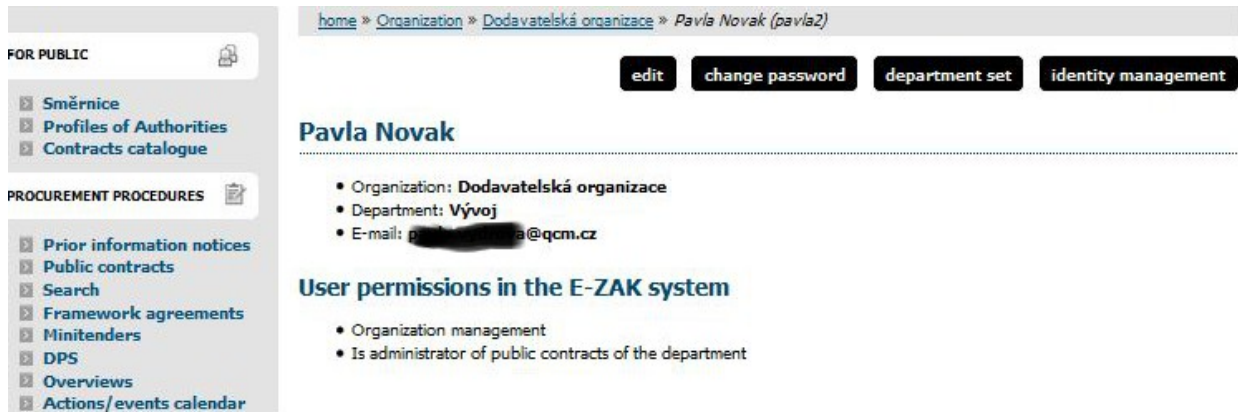 home » Organization » Dodavatelská organizace » Pavla Novak (pavla2)
FOR PUBLIC
Směrnice
Profiles of Authorities
Contracts catalogue
PROCUREMENT PROCEDURES
Prior information notices
Public contracts
Search
Framework agreements
Minitenders
DPS
Overviews
Actions/events calendar
edit change password department set identity management
Pavla Novak
• Organization: Dodavatelská organizace
• Department: Vývoj
• E-mail: @qcm.cz
User permissions in the E-ZAK system
• Organization management
• Is administrator of public contracts of the department